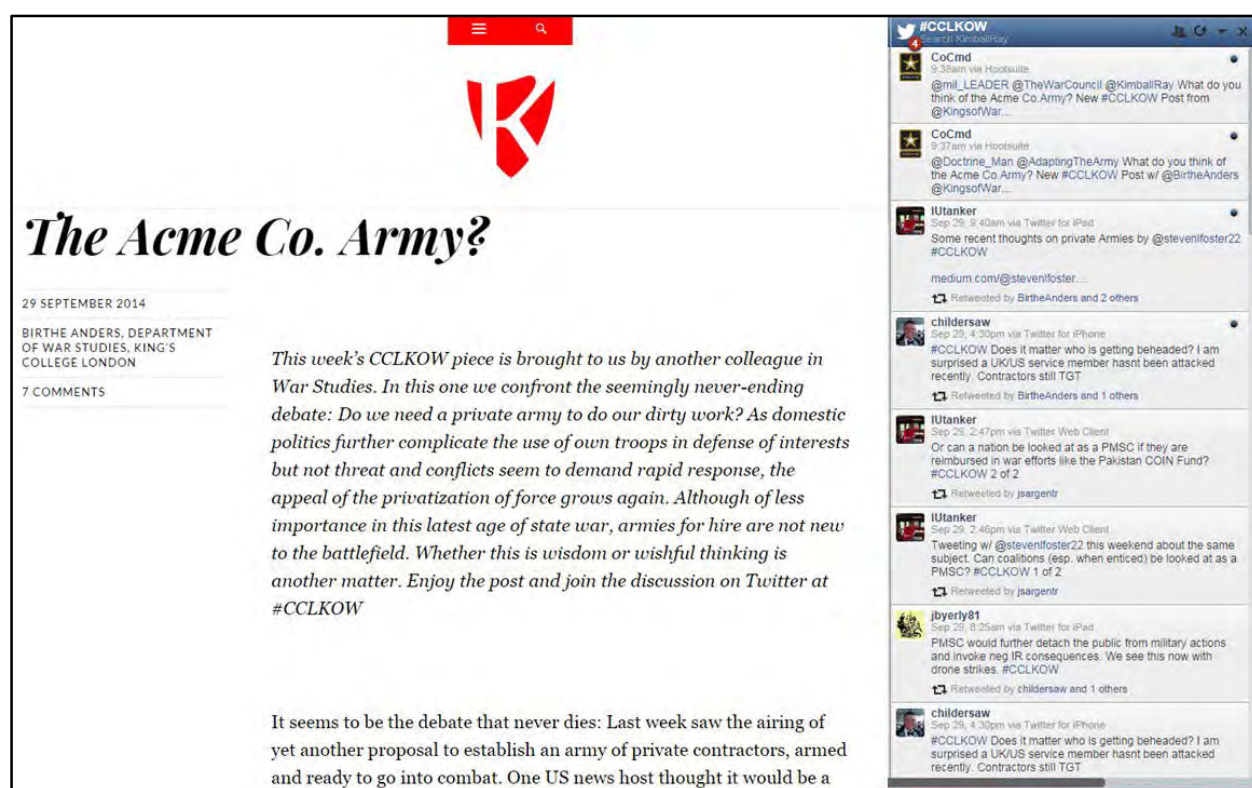 K
The Acme Co. Army?
29 SEPTEMBER 2014
BIRTHE ANDERS, DEPARTMENT
OF WAR STUDIES, KING'S
COLLEGE LONDON
7 COMMENTS
This week's CCLKOW piece is brought to us by another colleague in
War Studies. In this one we confront the seemingly never-ending
debate: Do we need a private army to do our dirty work? As domestic
politics further complicate the use of own troops in defense of interests
but not threat and conflicts seem to demand rapid response, the
appeal of the privatization of force grows again. Although of less
importance in this latest age of state war, armies for hire are not new
to the battlefield. Whether this is wisdom or wishful thinking is
another matter. Enjoy the post and join the discussion on Twitter at
#CCLKOW
It seems to be the debate that never dies: Last week saw the airing of
yet another proposal to establish an army of private contractors, armed
and ready to go into combat. One US news host thought it would be a
#CCLKOW
Search KimballRay
4
CoCmd
9:38am via Hootsuite
@mil_LEADER @TheWarCouncil @KimballRay What do you
think of the Acme Co.Army? New #CCLKOW Post from
@KingsofWar...
CoCmd
9:37am via Hootsuite
@Doctrine_Man @AdaptingTheArmy What do you think of
the Acme Co.Army? New #CCLKOW Post w/ @BirtheAnders
@KingsofWar...
IUtanker
Sep 29, 9:40am via Twitter for iPad
Some recent thoughts on private Armies by @stevenlfoster22
#CCLKOW
medium.com/@stevenlfoster...
Retweeted by BirtheAnders and 2 others
childersaw
Sep 29, 4:30pm via Twitter for iPhone
#CCLKOW Does it matter who is getting beheaded? I am
surprised a UK/US service member hasnt been attacked
recently. Contractors still TGT
Retweeted by BirtheAnders and 1 others
IUtanker
Sep 29, 2:47pm via Twitter Web Client
Or can a nation be looked at as a PMSC if they are
reimbursed in war efforts like the Pakistan COIN Fund?
#CCLKOW 2 of 2
Retweeted by jsargentr
IUtanker
Sep 29, 2:46pm via Twitter Web Client
Tweeting w/ @stevenlfoster22 this weekend about the same
subject. Can coalitions (esp. when enticed) be looked at as a
PMSC? #CCLKOW 1 of 2
Retweeted by jsargentr
jbyerly81
Sep 29, 8:25am via Twitter for iPad
PMSC would further detach the public from military actions
and invoke neg IR consequences. We see this now with
drone strikes. #CCLKOW
Retweeted by childersaw and 1 others
childersaw
Sep 29, 4:30pm via Twitter for iPhone
#CCLKOW Does it matter who is getting beheaded? I am
surprised a UK/US service member hasnt been attacked
recently. Contractors still TGT